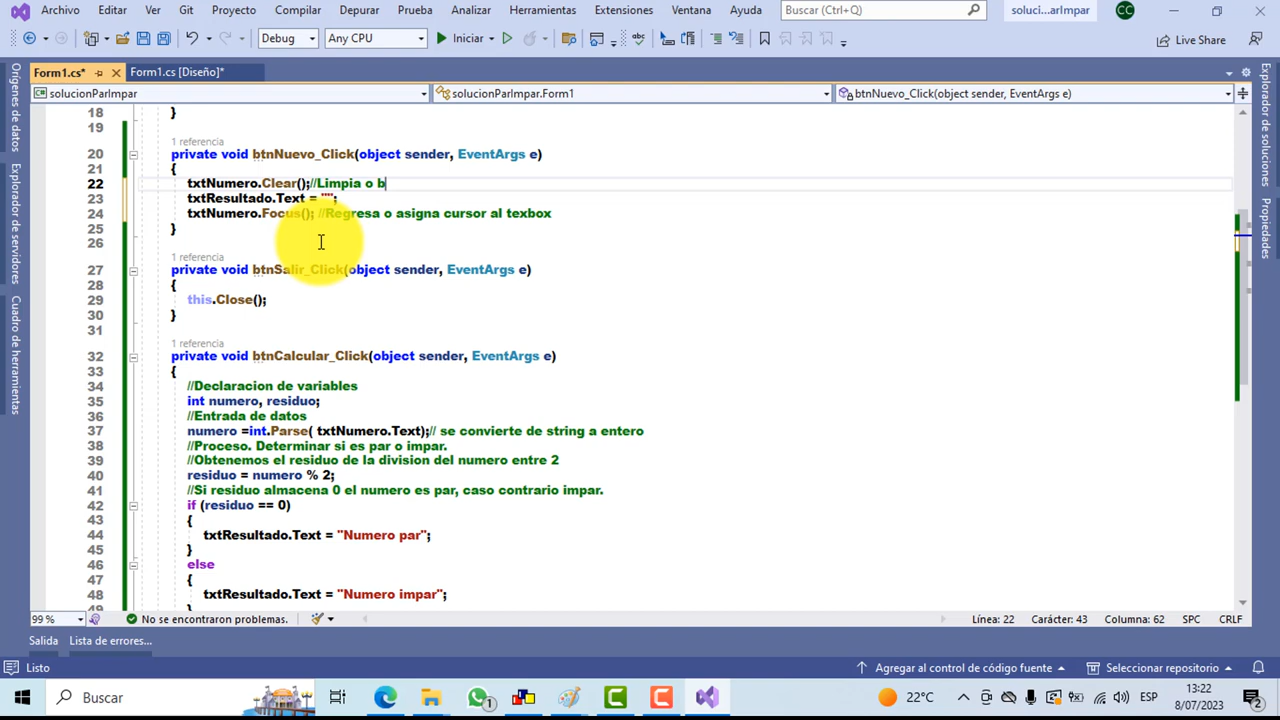 Archivo Editar Ver Git Proyecto Compilar Depurar Prueba Analizar Herramientas Extensiones Ventana Ayuda Buscar (Ctrl+Q) soluci...arImpar CC
Debug Any CPU Iniciar Live Share
Form1.cs* Form1.cs [Diseño]*
solucionParImpar solucionParImpar.Form1 btnNuevo_Click(object sender, EventArgs e)
Orígenes de datos
Explorador de servidores
Cuadro de herramientas
18 }
19
1 referencia
20 private void btnNuevo_Click(object sender, EventArgs e)
21 {
22 txtNumero.Clear();//Limpia o b
23 txtResultado.Text = "";
24 txtNumero.Focus(); //Regresa o asigna cursor al texbox
25 }
26
1 referencia
27 private void btnSalir_Click(object sender, EventArgs e)
28 {
29 this.Close();
30 }
31
1 referencia
32 private void btnCalcular_Click(object sender, EventArgs e)
33 {
34 //Declaracion de variables
35 int numero, residuo;
36 //Entrada de datos
37 numero =int.Parse( txtNumero.Text);// se convierte de string a entero
38 //Proceso. Determinar si es par o impar.
39 //Obtenemos el residuo de la division del numero entre 2
40 residuo = numero % 2;
41 //Si residuo almacena 0 el numero es par, caso contrario impar.
42 if (residuo == 0)
43 {
44 txtResultado.Text = "Numero par";
45 }
46 else
47 {
48 txtResultado.Text = "Numero impar";
49 }
Explorador de soluciones
Propiedades
99 % No se encontraron problemas. Línea: 22 Carácter: 43 Columna: 62 SPC CRLF
Salida Lista de errores...
Listo Agregar al control de código fuente Seleccionar repositorio
Buscar 1 22°C ESP 13:22
8/07/2023 2